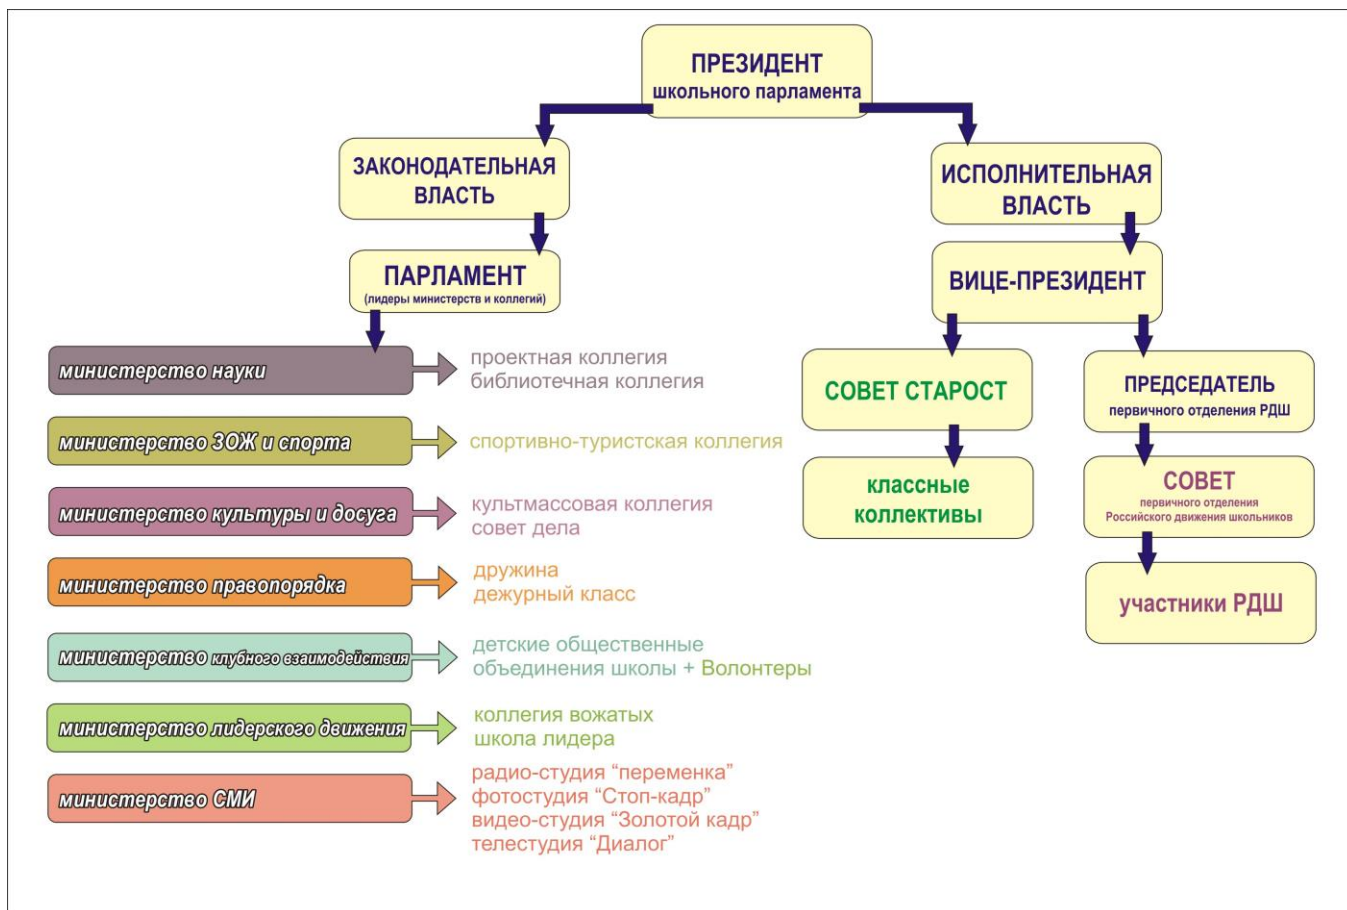 ПРЕЗИДЕНТ
школьного парламента
ЗАКОНОДАТЕЛЬНАЯ
ВЛАСТЬ
ПАРЛАМЕНТ
(лидеры министерств и коллегий)
министерство науки
проектная коллегия
библиотечная коллегия
министерство ЗОЖ и спорта
спортивно-туристская коллегия
министерство культуры и досуга
культмассовая коллегия
совет дела
министерство правопорядка
дружина
дежурный класс
министерство клубного взаимодействия
детские общественные
объединения школы + Волонтеры
министерство лидерского движения
коллегия вожатых
школа лидера
министерство СМИ
радио-студия “переменка”
фотостудия “Стоп-кадр”
видео-студия “Золотой кадр”
телестудия “Диалог”
ИСПОЛНИТЕЛЬНАЯ
ВЛАСТЬ
ВИЦЕ-ПРЕЗИДЕНТ
СОВЕТ СТАРОСТ
классные
коллективы
ПРЕДСЕДАТЕЛЬ
первичного отделения РДШ
СОВЕТ
первичного отделения
Российского движения школьников
участники РДШ